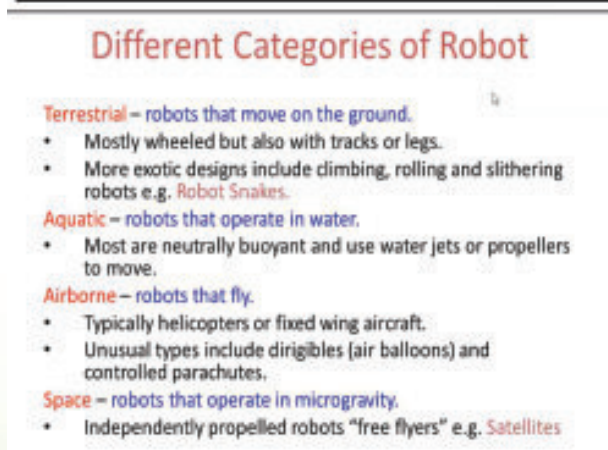 Different Categories of Robot
Terrestrial – robots that move on the ground.
• Mostly wheeled but also with tracks or legs.
• More exotic designs include climbing, rolling and slithering
robots e.g. Robot Snakes.
Aquatic – robots that operate in water.
• Most are neutrally buoyant and use water jets or propellers
to move.
Airborne – robots that fly.
• Typically helicopters or fixed wing aircraft.
• Unusual types include dirigibles (air balloons) and
controlled parachutes.
Space – robots that operate in microgravity.
• Independently propelled robots “free flyers” e.g. Satellites